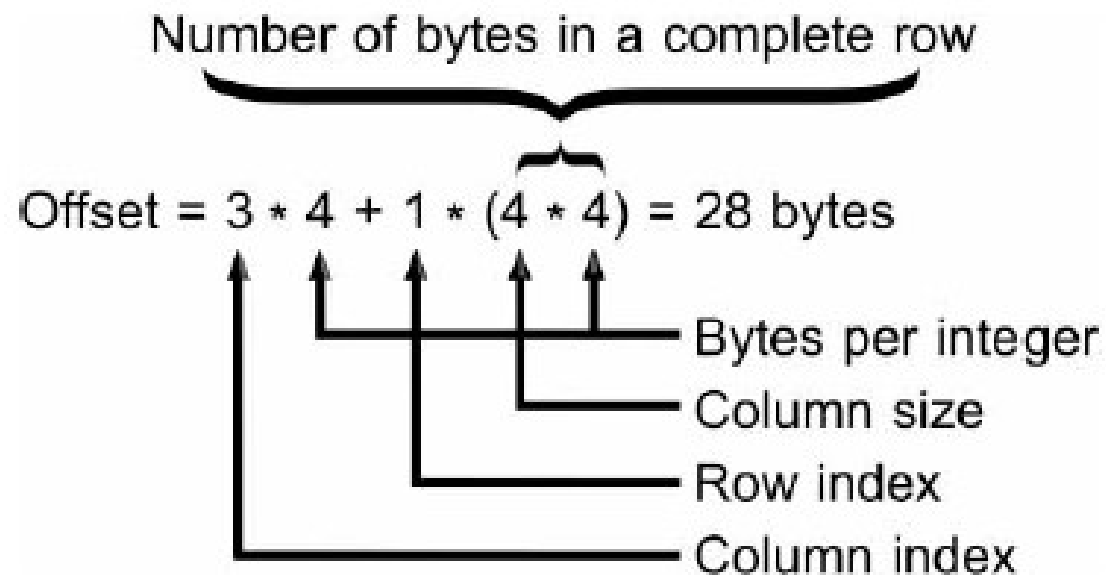 Number of bytes in a complete row
Offset = 3 * 4 + 1 * (4 * 4) = 28 bytes
Bytes per integer
Column size
Row index
Column index